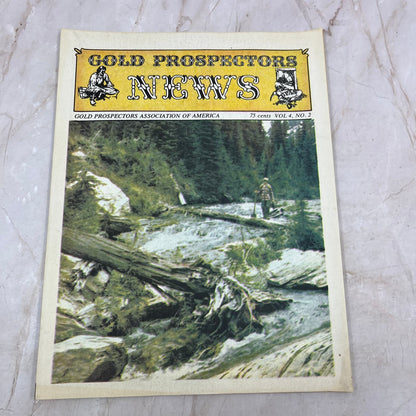 GOLD PROSPECTORS
NEWS
GOLD PROSPECTORS ASSOCIATION OF AMERICA 75 cents VOL 4, NO. 2